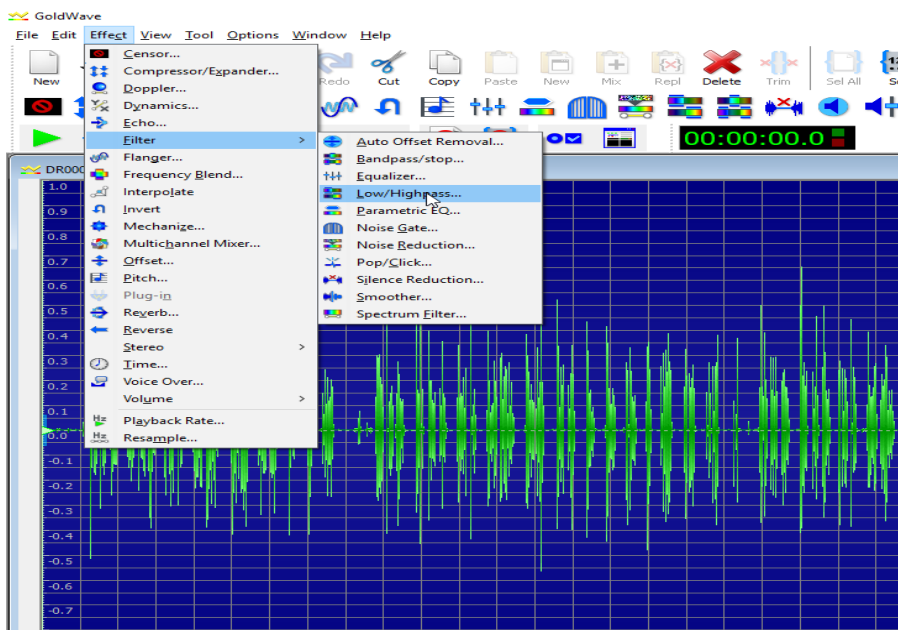 GoldWave
File Edit Effect View Tool Options Window Help
New Redo Cut Copy Paste New Mix Repl Delete Trim Sel All
00:00:00.0
Censor...
Compressor/Expander...
Doppler...
Dynamics...
Echo...
Filter >
Flanger...
Frequency Blend...
Interpolate
Invert
Mechanize...
Multichannel Mixer...
Offset...
Pitch...
Plug-in
Reverb...
Reverse
Stereo >
Time...
Voice Over...
Volume >
Hz Playback Rate...
Hz Resample...
Auto Offset Removal...
Bandpass/stop...
Equalizer...
Low/Highpass...
Parametric EQ...
Noise Gate...
Noise Reduction...
Pop/Click...
Silence Reduction...
Smoother...
Spectrum Filter...
1.0
0.9
0.8
0.7
0.6
0.5
0.4
0.3
0.2
0.1
0.0
-0.1
-0.2
-0.3
-0.4
-0.5
-0.6
-0.7